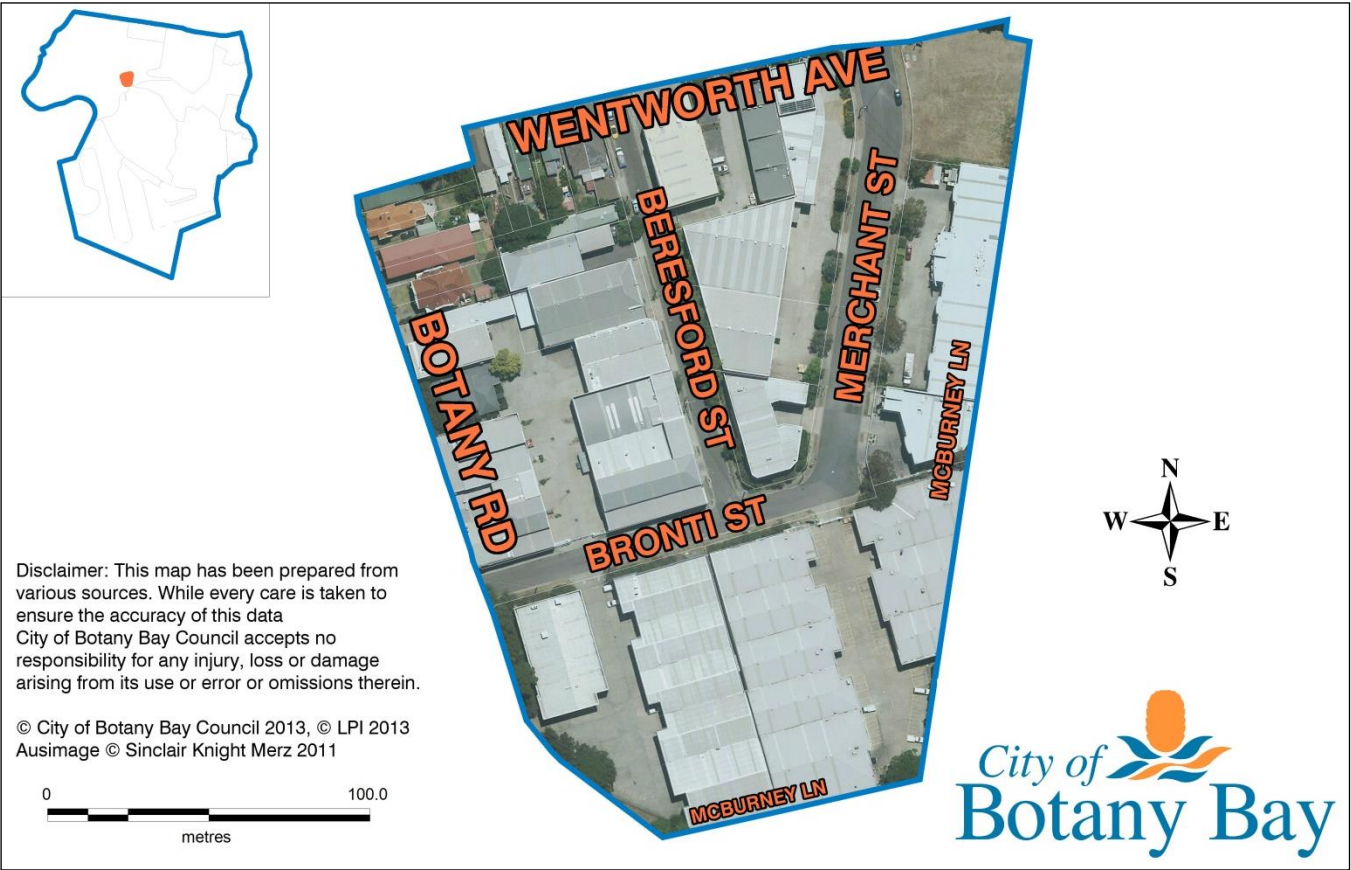 WENTWORTH AVE
BERESFORD ST
MERCHANT ST
BOTANY RD
MCBURNEY LN
BRONTI ST
MCBURNEY LN
N
W E
S
Disclaimer: This map has been prepared from
various sources. While every care is taken to
ensure the accuracy of this data
City of Botany Bay Council accepts no
responsibility for any injury, loss or damage
arising from its use or error or omissions therein.
© City of Botany Bay Council 2013, © LPI 2013
Ausimage © Sinclair Knight Merz 2011
0 100.0
metres
City of
Botany Bay